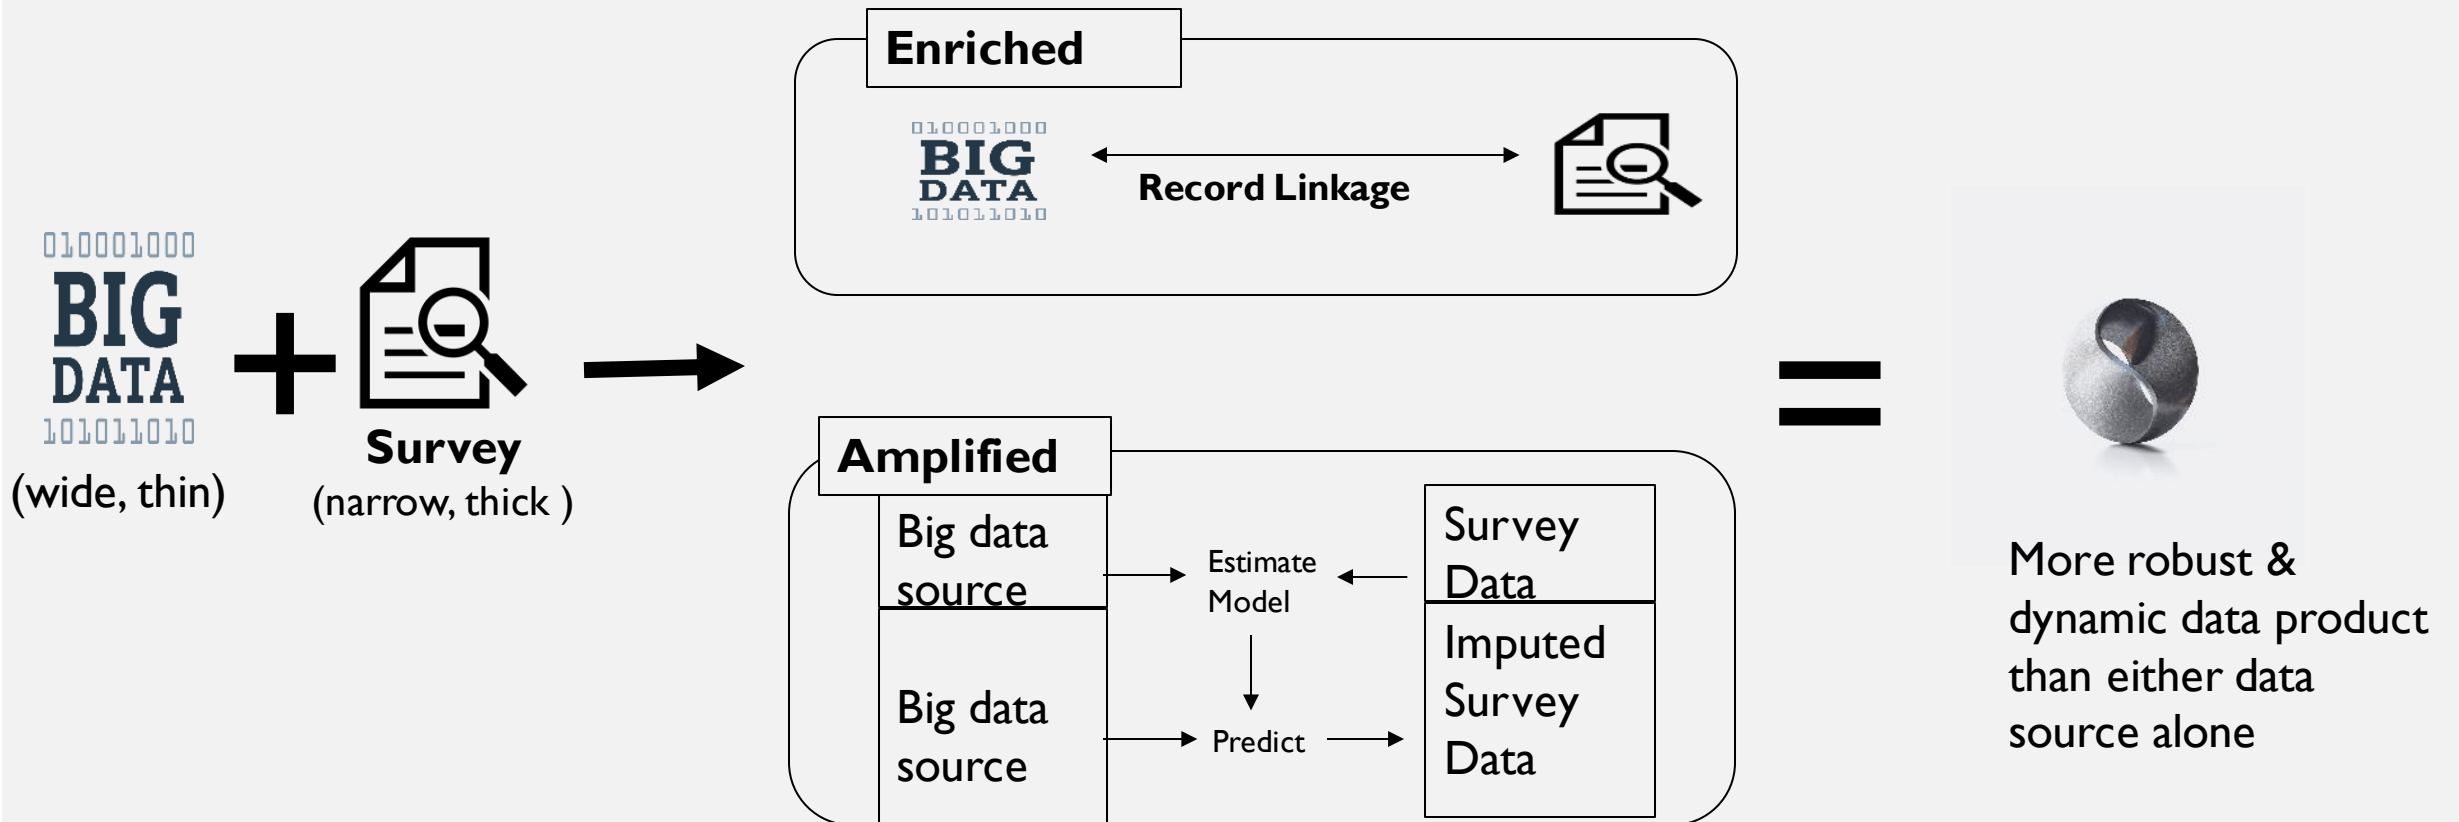 010001000
BIG
DATA
101011010
(wide, thin)
Survey
(narrow, thick )
Enriched
010001000
BIG
DATA
101011010
Record Linkage
Amplified
Big data
source
Estimate
Model
Survey
Data
Big data
source
Predict
Imputed
Survey
Data
More robust &
dynamic data product
than either data
source alone